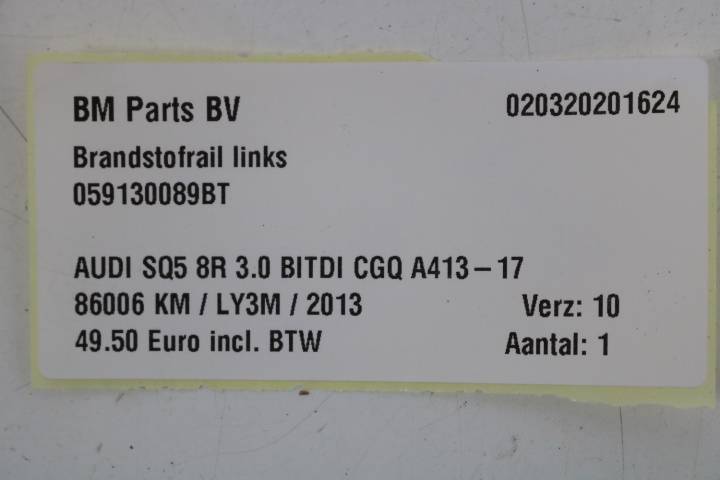 BM Parts BV 020320201624
Brandstofrail links
059130089BT
AUDI SQ5 8R 3.0 BITDI CGQ A413-17
86006 KM / LY3M / 2013 Verz: 10
49.50 Euro incl. BTW Aantal: 1